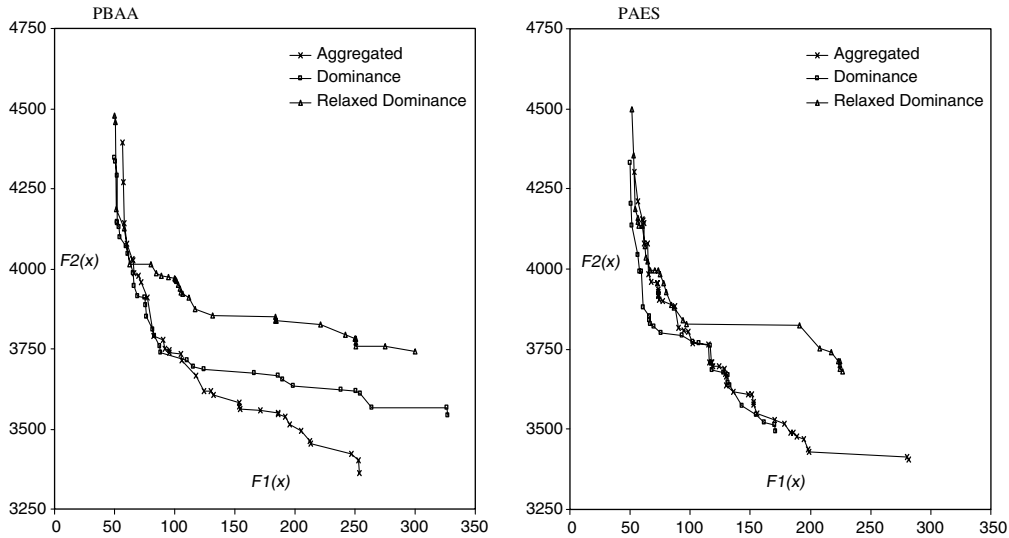 PBAA
4750
4500
4250
4000
3750
3500
3250
0 50 100 150 200 250 300 350
F2(x)
F1(x)
Aggregated
Dominance
Relaxed Dominance
PAES
4750
4500
4250
4000
3750
3500
3250
0 50 100 150 200 250 300 350
F2(x)
F1(x)
Aggregated
Dominance
Relaxed Dominance